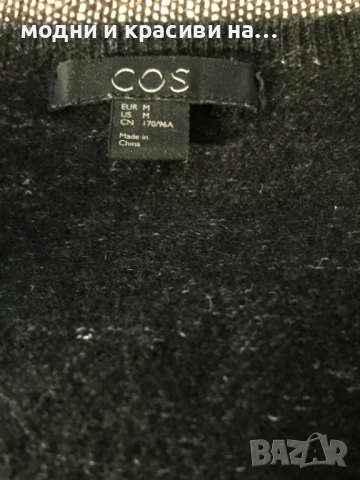 модни и красиви на...
COS
EUR M
US M
CN 170/96A
Made in
China
BAZAR